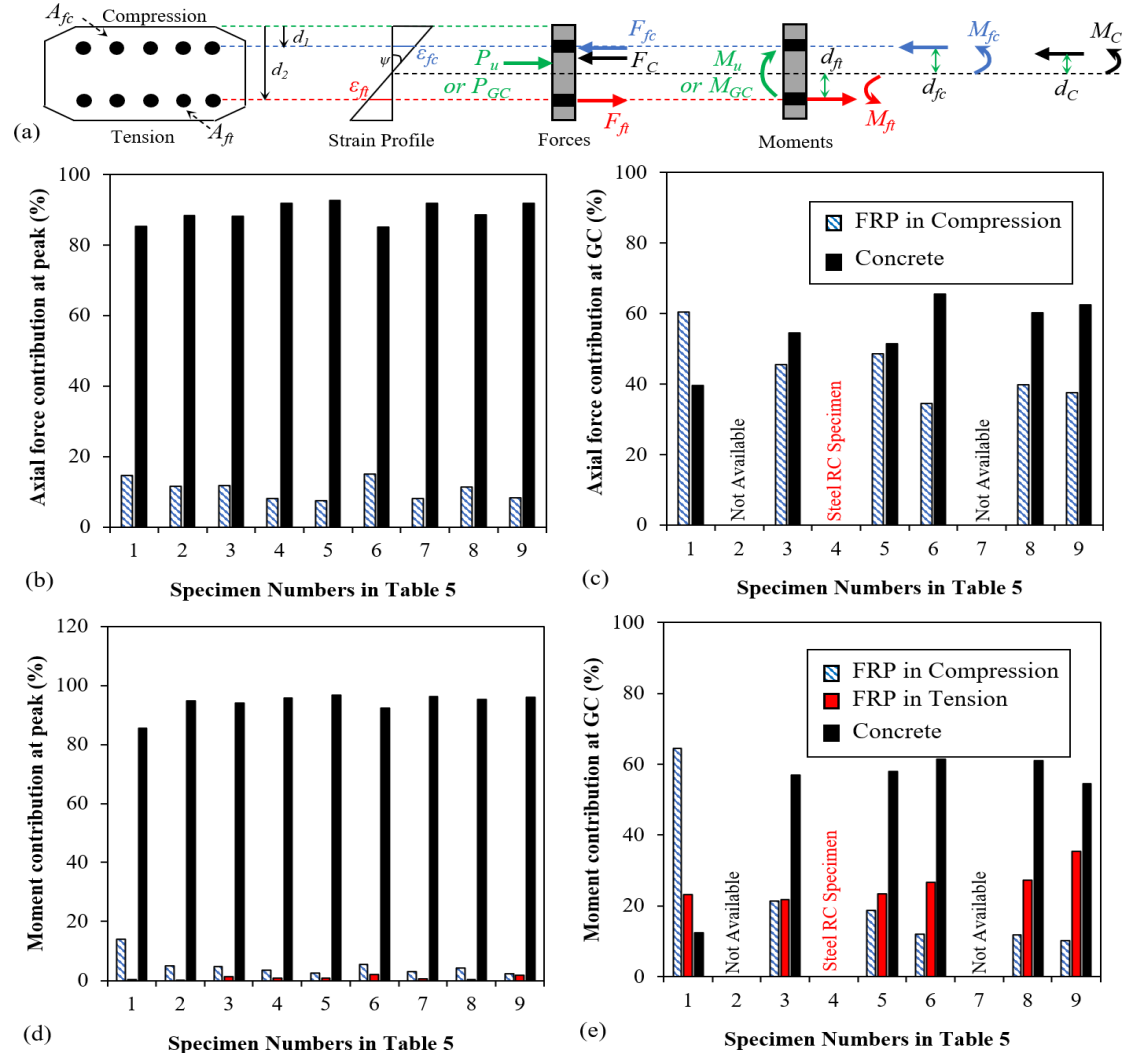 A_fc
Compression
d_1
d_2
ψ
ε_fc
ε_ft
P_u
or P_GC
F_fc
F_C
F_ft
M_u
or M_GC
d_ft
M_ft
M_fc
d_fc
M_C
d_C
(a)
Tension
A_ft
Strain Profile
Forces
Moments
Axial force contribution at peak (%)
100
80
60
40
20
0
1 2 3 4 5 6 7 8 9
(b)
Specimen Numbers in Table 5
Axial force contribution at GC (%)
100
80
60
40
20
0
FRP in Compression
Concrete
Not Available
Steel RC Specimen
Not Available
1 2 3 4 5 6 7 8 9
(c)
Specimen Numbers in Table 5
Moment contribution at peak (%)
120
100
80
60
40
20
0
1 2 3 4 5 6 7 8 9
(d)
Specimen Numbers in Table 5
Moment contribution at GC (%)
100
80
60
40
20
0
FRP in Compression
FRP in Tension
Concrete
Not Available
Steel RC Specimen
Not Available
1 2 3 4 5 6 7 8 9
(e)
Specimen Numbers in Table 5